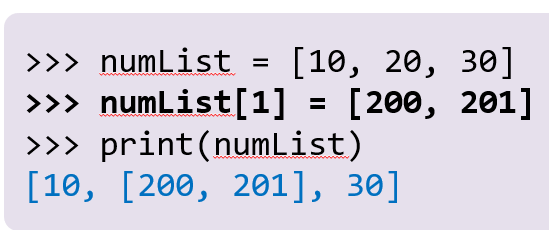 >>> numList = [10, 20, 30]
>>> numList[1] = [200, 201]
>>> print(numList)
[10, [200, 201], 30]